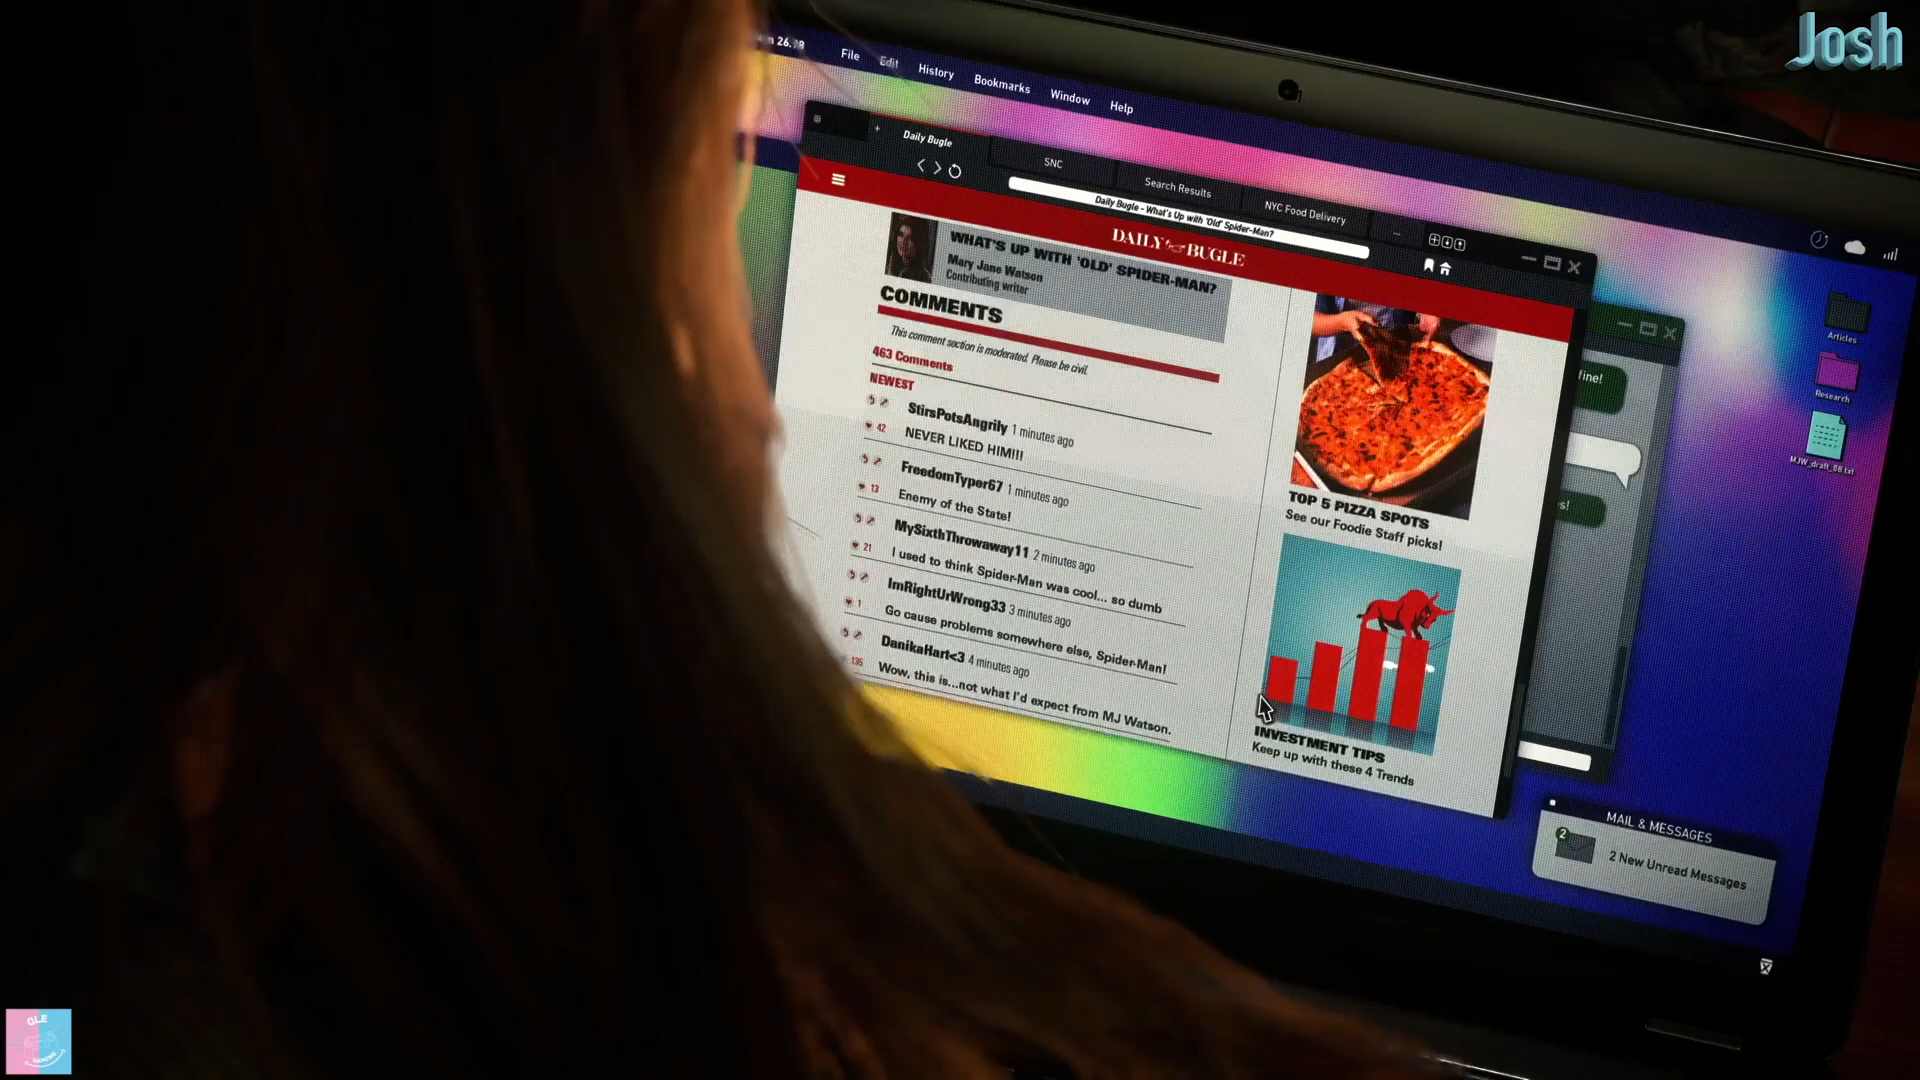 Josh
26.
File Edit History Bookmarks Window Help
Daily Bugle
SNC
Search Results
NYC Food Delivery
...
Daily Bugle - What's Up with 'Old' Spider-Man?
DAILY BUGLE
WHAT'S UP WITH 'OLD' SPIDER-MAN?
Mary Jane Watson
Contributing writer
COMMENTS
This comment section is moderated. Please be civil.
463 Comments
NEWEST
StirsPotsAngrily 1 minutes ago
42
NEVER LIKED HIM!!!
FreedomTyper67 1 minutes ago
13
Enemy of the State!
MySixthThrowaway11 2 minutes ago
21
I used to think Spider-Man was cool... so dumb
ImRightUrWrong33 3 minutes ago
1
Go cause problems somewhere else, Spider-Man!
DanikaHart<3 4 minutes ago
135
Wow, this is...not what I'd expect from MJ Watson.
TOP 5 PIZZA SPOTS
See our Foodie Staff picks!
INVESTMENT TIPS
Keep up with these 4 Trends
fine!
s!
Articles
Research
MJW_draft_08.txt
MAIL & MESSAGES
2
2 New Unread Messages
OLE
GAMING